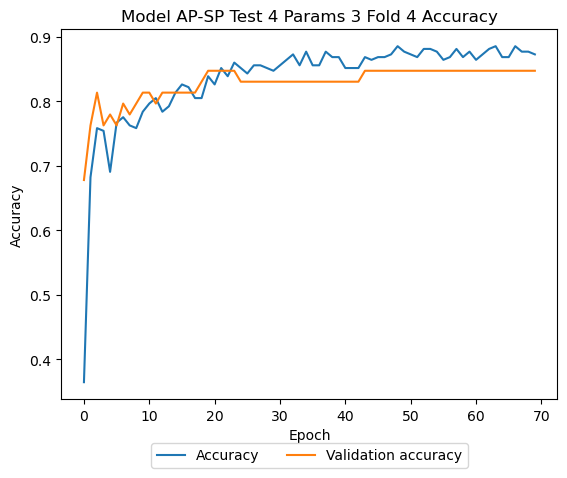 Model AP-SP Test 4 Params 3 Fold 4 Accuracy
0.9
0.8
0.7
0.6
0.5
0.4
Accuracy
0 10 20 30 40 50 60 70
Epoch
Accuracy Validation accuracy